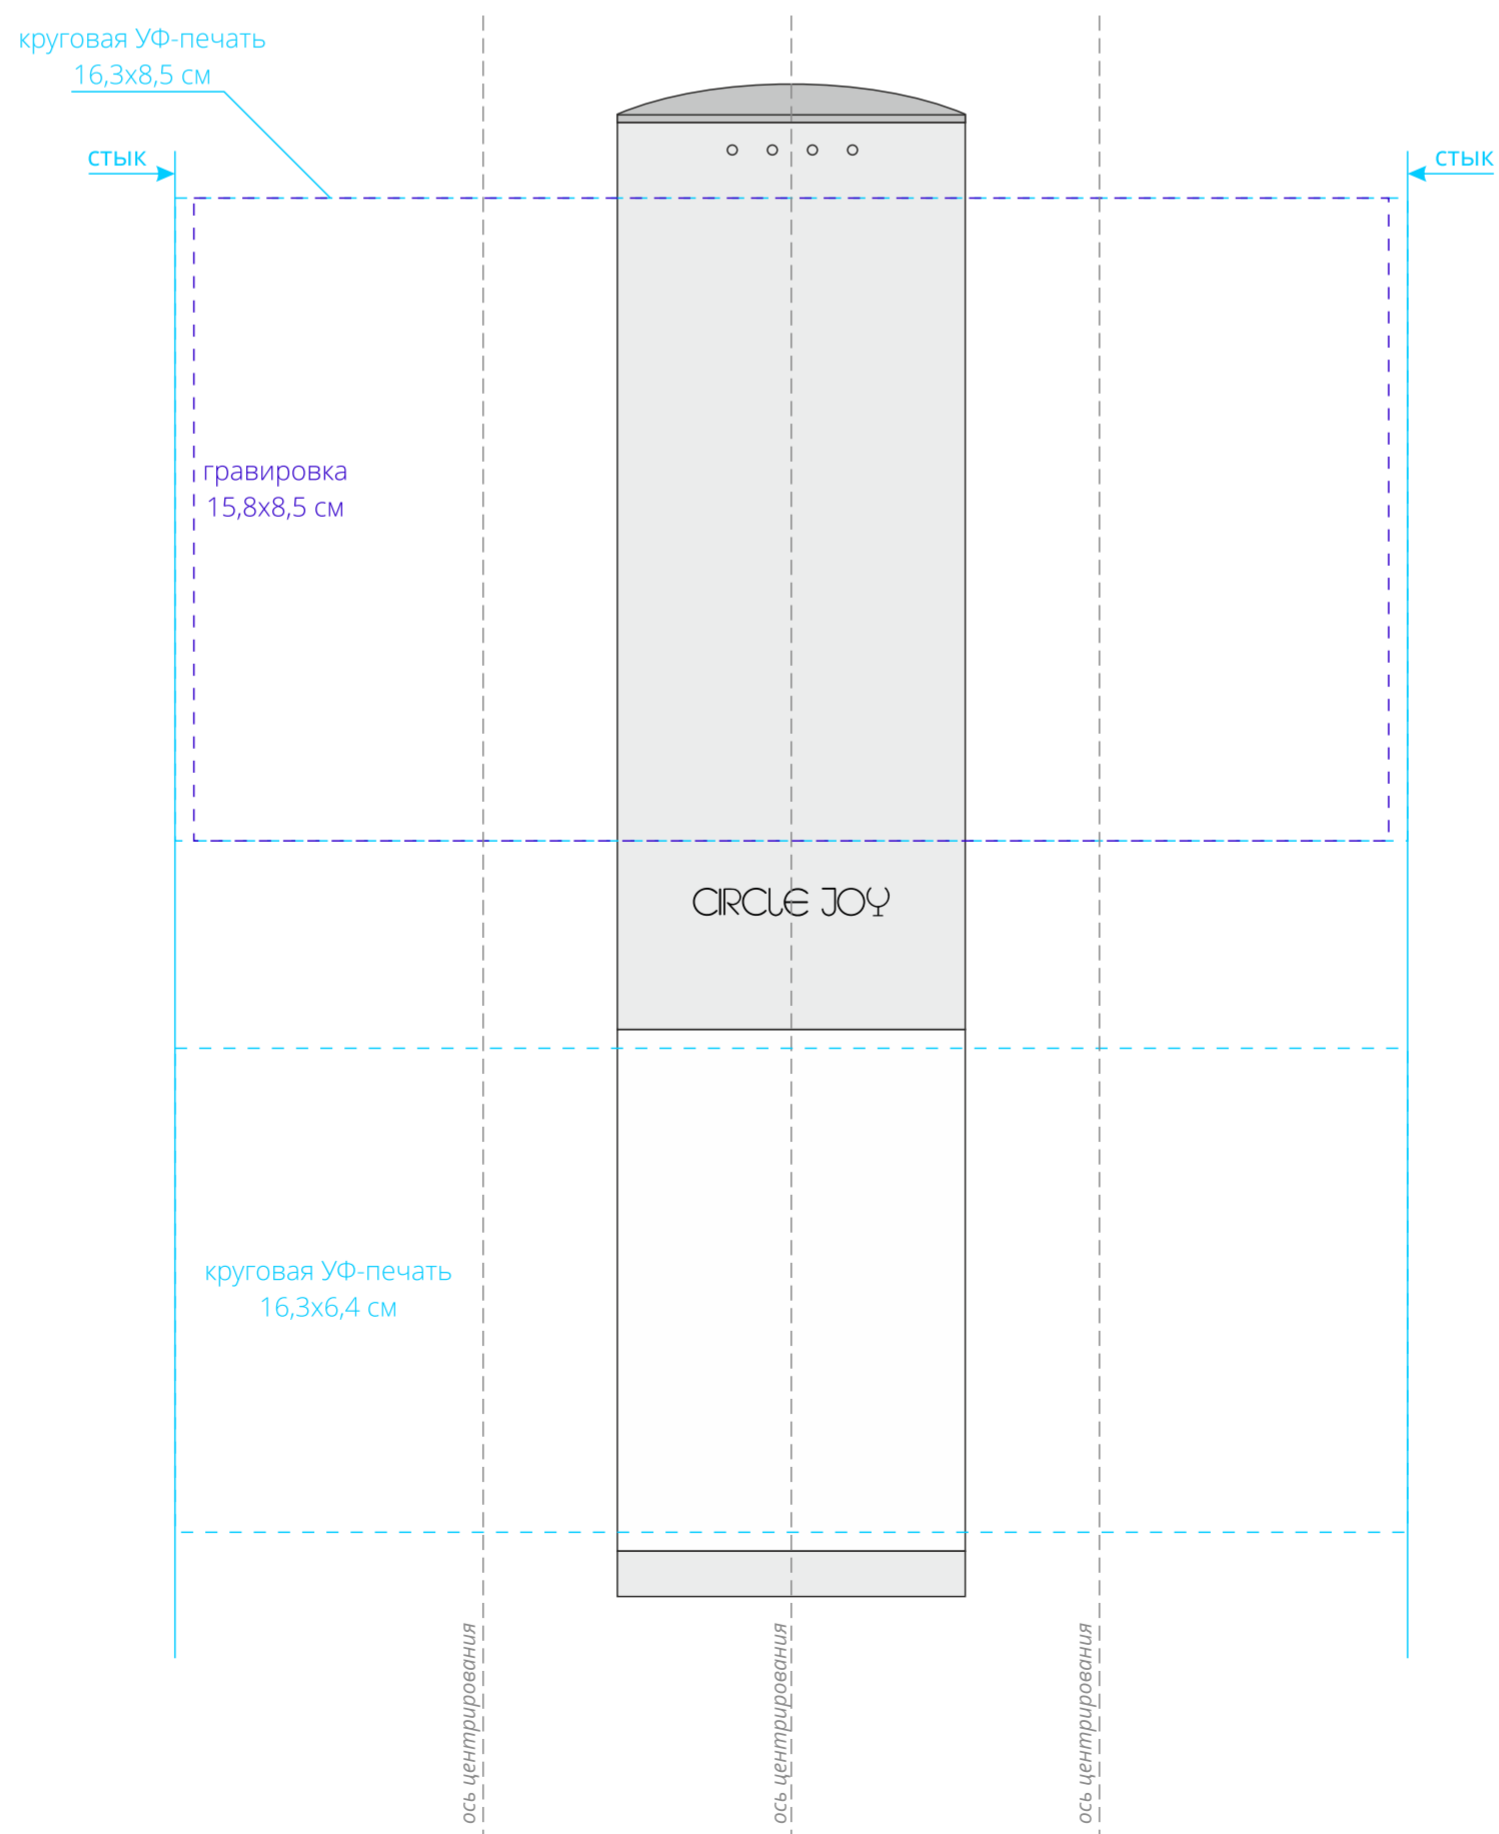 круговая УФ-печать
16,3х8,5 см
стык
стык
гравировка
15,8х8,5 см
CIRCLE JOY
круговая УФ-печать
16,3х6,4 см
ось центрирования
ось центрирования
ось центрирования